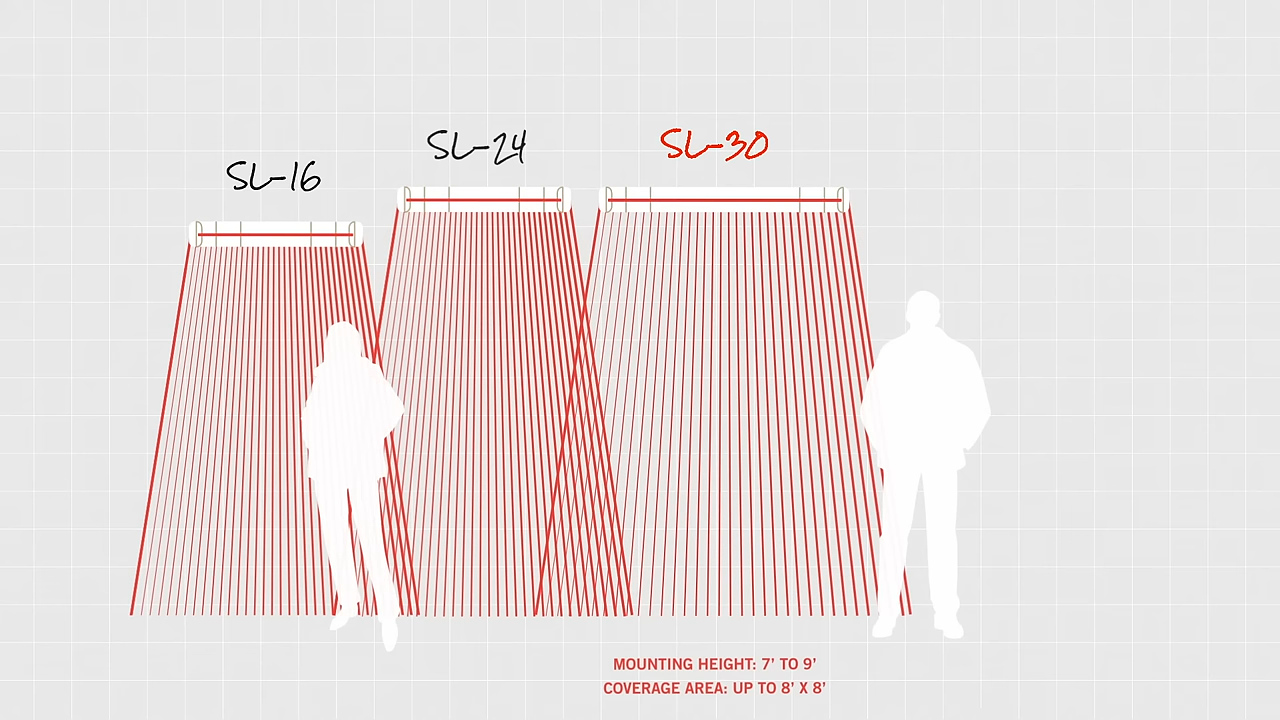 SL-16
SL-24
SL-30
MOUNTING HEIGHT: 7’ TO 9’
COVERAGE AREA: UP TO 8’ X 8’